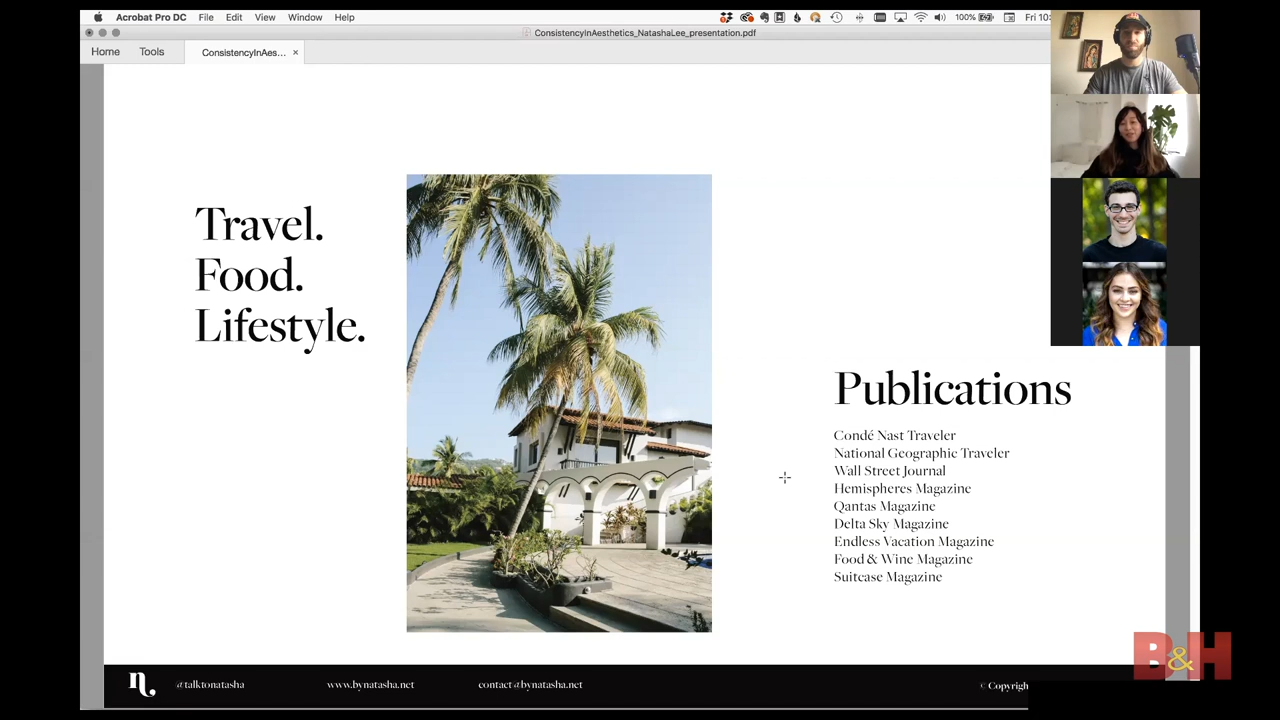 Acrobat Pro DC File Edit View Window Help
100%
Fri 10:
ConsistencyInAesthetics_NatashaLee_presentation.pdf
Home Tools ConsistencyInAes... ×
Travel.
Food.
Lifestyle.
Publications
Condé Nast Traveler
National Geographic Traveler
Wall Street Journal
Hemispheres Magazine
Qantas Magazine
Delta Sky Magazine
Endless Vacation Magazine
Food & Wine Magazine
Suitcase Magazine
n.
@talktonatasha
www.bynatasha.net
contact@bynatasha.net
© Copyrigh
B&H